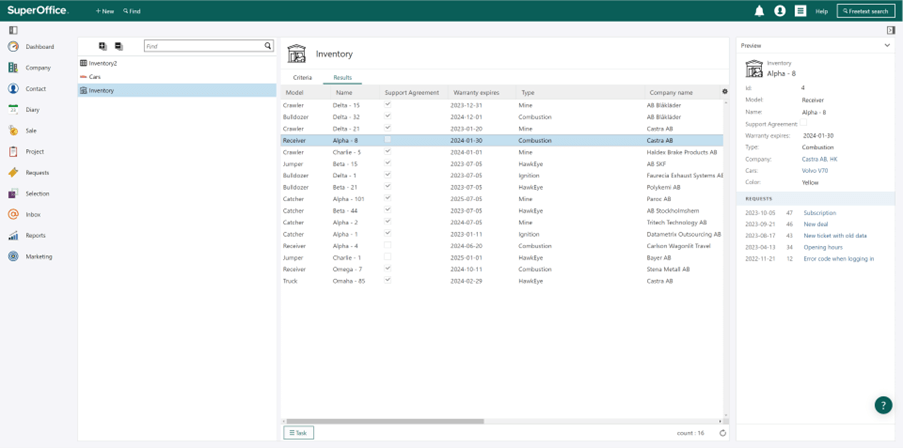 SuperOffice.
+ New
Find
Help
Freetext search
Dashboard
Company
Contact
Diary
Sale
Project
Requests
Selection
Inbox
Reports
Marketing
Find
Inventory2
Cars
Inventory
Inventory
Criteria Results
Model Name Support Agreement Warranty expires Type Company name
Crawler Delta - 15 2023-12-31 Mine AB Blåkläder
Bulldozer Delta - 32 2024-12-01 Combustion AB Blåkläder
Crawler Delta - 21 2023-01-20 Mine Castra AB
Receiver Alpha - 8 2024-01-30 Combustion Castra AB
Crawler Charlie - 5 2024-01-01 Mine Haldex Brake Products AB
Jumper Beta - 15 2023-07-05 HawkEye AB SKF
Bulldozer Delta - 1 2023-07-05 Ignition Faurecia Exhaust Systems AB
Bulldozer Beta - 21 2023-07-05 HawkEye Polykemi AB
Catcher Alpha - 101 2025-07-05 Mine Paroc AB
Catcher Beta - 44 2023-07-05 HawkEye AB Stockholmshem
Catcher Alpha - 2 2024-07-05 Mine Tritech Technology AB
Catcher Alpha - 1 2023-01-11 Ignition Datametrix Outsourcing AB
Receiver Alpha - 4 2024-06-20 Combustion Carlson Wagonlit Travel
Jumper Charlie - 1 2025-01-01 HawkEye Bayer AB
Receiver Omega - 7 2024-10-11 Combustion Stena Metall AB
Truck Omaha - 85 2024-02-29 HawkEye Castra AB
Task
count : 16
Preview
Inventory
Alpha - 8
Id: 4
Model: Receiver
Name: Alpha - 8
Support Agreement:
Warranty expires: 2024-01-30
Type: Combustion
Company: Castra AB, HK
Cars: Volvo V70
Color: Yellow
REQUESTS
2023-10-05 47 Subscription
2023-09-21 46 New deal
2023-06-17 43 New ticket with old data
2023-04-13 34 Opening hours
2022-11-21 12 Error code when logging in
?